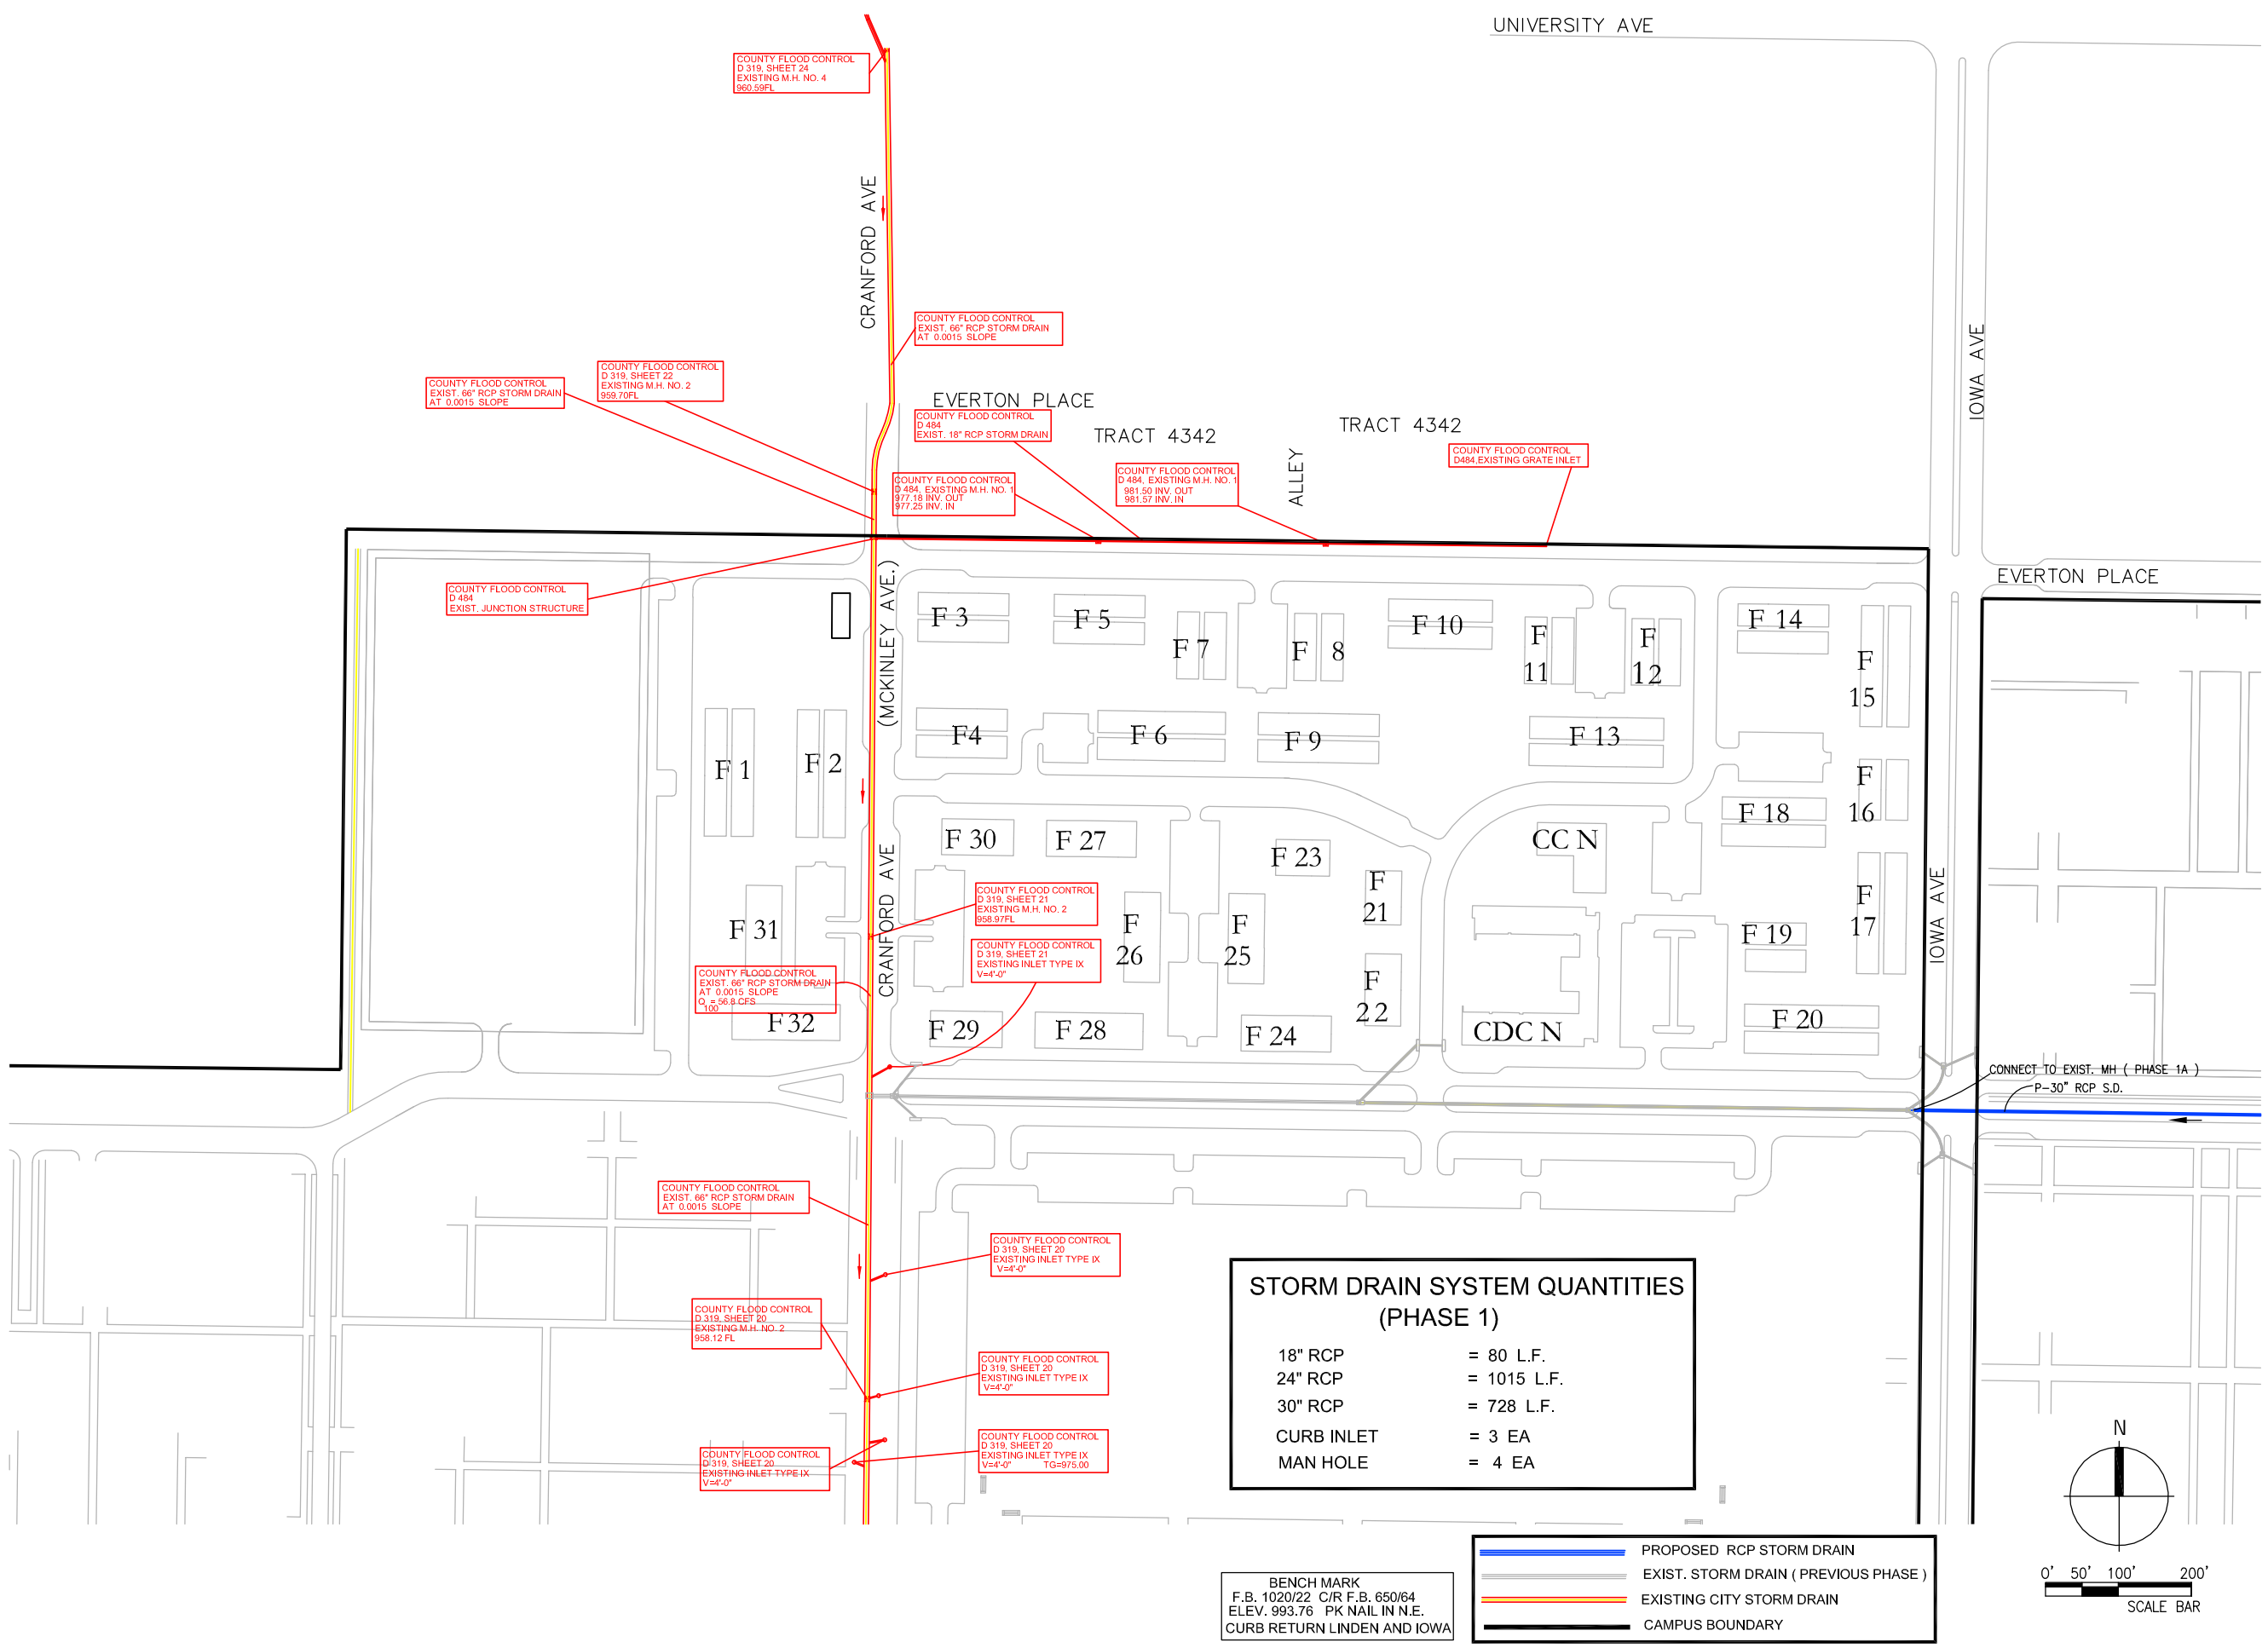 UNIVERSITY AVE
COUNTY FLOOD CONTROL
D 319, SHEET 24
EXISTING M.H. NO. 4
960.59FL
CRANFORD AVE
COUNTY FLOOD CONTROL
EXIST. 66" RCP STORM DRAIN
AT 0.0015 SLOPE
IOWA AVE
COUNTY FLOOD CONTROL
D 319, SHEET 22
EXISTING M.H. NO. 2
959.70FL
COUNTY FLOOD CONTROL
EXIST. 66" RCP STORM DRAIN
AT 0.0015 SLOPE
EVERTON PLACE
COUNTY FLOOD CONTROL
D 484
EXIST. 18" RCP STORM DRAIN
TRACT 4342
TRACT 4342
ALLEY
COUNTY FLOOD CONTROL
D484,EXISTING GRATE INLET
COUNTY FLOOD CONTROL
D 484, EXISTING M.H. NO. 1
977.18 INV. OUT
977.25 INV. IN
COUNTY FLOOD CONTROL
D 484, EXISTING M.H. NO. 1
981.50 INV. OUT
981.57 INV. IN
COUNTY FLOOD CONTROL
D 484
EXIST. JUNCTION STRUCTURE
(MCKINLEY AVE.)
EVERTON PLACE
F 3
F 5
F 7
F 8
F 10
F
11
F
12
F 14
F
15
F 1
F 2
F4
F 6
F 9
F 13
F
16
F 18
F 30
F 27
F 23
CC N
CRANFORD AVE
IOWA AVE
F
21
F
17
F 31
COUNTY FLOOD CONTROL
D 319, SHEET 21
EXISTING M.H. NO. 2
958.97FL
F
26
F
25
F 19
COUNTY FLOOD CONTROL
D 319, SHEET 21
EXISTING INLET TYPE IX
V=4'-0"
COUNTY FLOOD CONTROL
EXIST. 66" RCP STORM DRAIN
AT 0.0015 SLOPE
Q = 56.8 CFS
100
F
22
F 32
F 29
F 28
F 24
CDC N
F 20
CONNECT TO EXIST. MH ( PHASE 1A )
P-30" RCP S.D.
COUNTY FLOOD CONTROL
EXIST. 66" RCP STORM DRAIN
AT 0.0015 SLOPE
COUNTY FLOOD CONTROL
D 319, SHEET 20
EXISTING INLET TYPE IX
V=4'-0"
COUNTY FLOOD CONTROL
D 319, SHEET 20
EXISTING M.H. NO. 2
958.12 FL
COUNTY FLOOD CONTROL
D 319, SHEET 20
EXISTING INLET TYPE IX
V=4'-0"
COUNTY FLOOD CONTROL
D 319, SHEET 20
EXISTING INLET TYPE IX
V=4'-0" TG=975.00
COUNTY FLOOD CONTROL
D 319, SHEET 20
EXISTING INLET TYPE IX
V=4'-0"
STORM DRAIN SYSTEM QUANTITIES
(PHASE 1)
18" RCP = 80 L.F.
24" RCP = 1015 L.F.
30" RCP = 728 L.F.
CURB INLET = 3 EA
MAN HOLE = 4 EA
N
0' 50' 100' 200'
SCALE BAR
BENCH MARK
F.B. 1020/22 C/R F.B. 650/64
ELEV. 993.76 PK NAIL IN N.E.
CURB RETURN LINDEN AND IOWA
PROPOSED RCP STORM DRAIN
EXIST. STORM DRAIN ( PREVIOUS PHASE )
EXISTING CITY STORM DRAIN
CAMPUS BOUNDARY